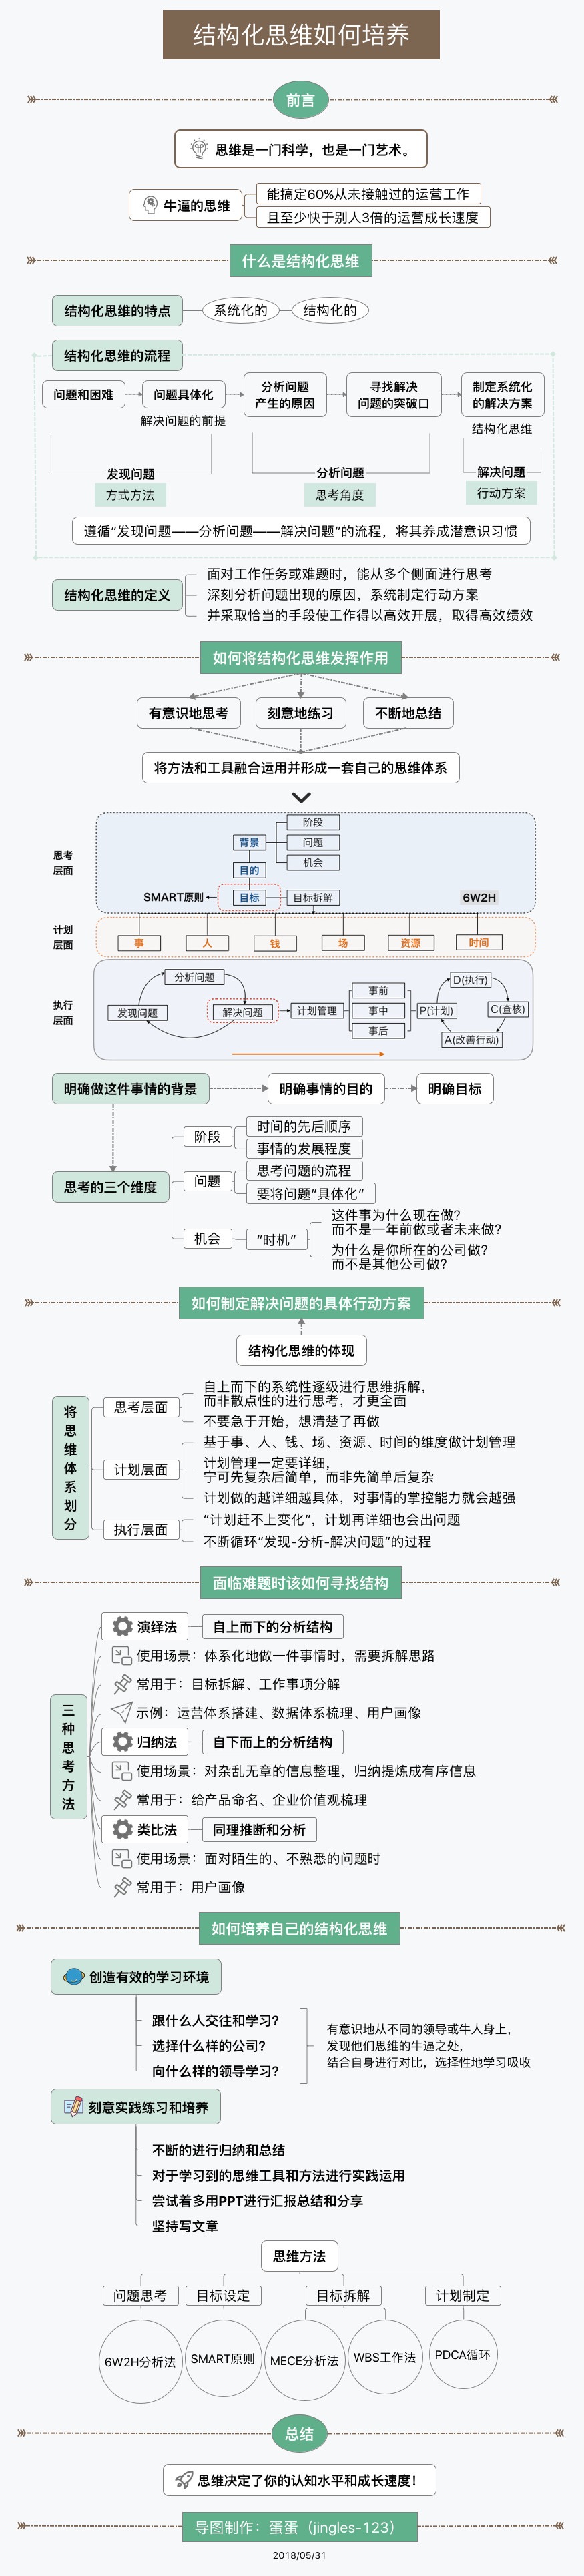 结构化思维如何培养
前言
思维是一门科学，也是一门艺术。
牛逼的思维
能搞定60%从未接触过的运营工作
且至少快于别人3倍的运营成长速度
什么是结构化思维
结构化思维的特点
系统化的
结构化的
结构化思维的流程
问题和困难
问题具体化
分析问题
产生的原因
寻找解决
问题的突破口
制定系统化
的解决方案
解决问题的前提
结构化思维
发现问题
分析问题
解决问题
方式方法
思考角度
行动方案
遵循“发现问题——分析问题——解决问题”的流程，将其养成潜意识习惯
结构化思维的定义
面对工作任务或难题时，能从多个侧面进行思考
深刻分析问题出现的原因，系统制定行动方案
并采取恰当的手段使工作得以高效开展，取得高效绩效
如何将结构化思维发挥作用
有意识地思考
刻意地练习
不断地总结
将方法和工具融合运用并形成一套自己的思维体系
思考
层面
背景
阶段
问题
机会
目的
SMART原则
目标
目标拆解
6W2H
计划
层面
事
人
钱
场
资源
时间
执行
层面
分析问题
发现问题
解决问题
计划管理
事前
事中
事后
P(计划)
D(执行)
C(查核)
A(改善行动)
明确做这件事情的背景
明确事情的目的
明确目标
思考的三个维度
阶段
时间的先后顺序
事情的发展程度
问题
思考问题的流程
要将问题“具体化”
机会
“时机”
这件事为什么现在做？
而不是一年前做或者未来做？
为什么是你所在的公司做？
而不是其他公司做？
如何制定解决问题的具体行动方案
结构化思维的体现
将思维体系划分
思考层面
自上而下的系统性逐级进行思维拆解，
而非散点性的进行思考，才更全面
不要急于开始，想清楚了再做
计划层面
基于事、人、钱、场、资源、时间的维度做计划管理
计划管理一定要详细，
宁可先复杂后简单，而非先简单后复杂
计划做的越详细越具体，对事情的掌控能力就会越强
执行层面
“计划赶不上变化”，计划再详细也会出问题
不断循环“发现-分析-解决问题”的过程
面临难题时该如何寻找结构
三种思考方法
演绎法
自上而下的分析结构
使用场景：体系化地做一件事情时，需要拆解思路
常用于：目标拆解、工作事项分解
示例：运营体系搭建、数据体系梳理、用户画像
归纳法
自下而上的分析结构
使用场景：对杂乱无章的信息整理，归纳提炼成有序信息
常用于：给产品命名、企业价值观梳理
类比法
同理推断和分析
使用场景：面对陌生的、不熟悉的问题时
常用于：用户画像
如何培养自己的结构化思维
创造有效的学习环境
跟什么人交往和学习？
选择什么样的公司？
向什么样的领导学习？
有意识地从不同的领导或牛人身上，
发现他们思维的牛逼之处，
结合自身进行对比，选择性地学习吸收
刻意实践练习和培养
不断的进行归纳和总结
对于学习到的思维工具和方法进行实践运用
尝试着多用PPT进行汇报总结和分享
坚持写文章
思维方法
问题思考
目标设定
目标拆解
计划制定
6W2H分析法
SMART原则
MECE分析法
WBS工作法
PDCA循环
总结
思维决定了你的认知水平和成长速度！
导图制作：蛋蛋（jingles-123）
2018/05/31